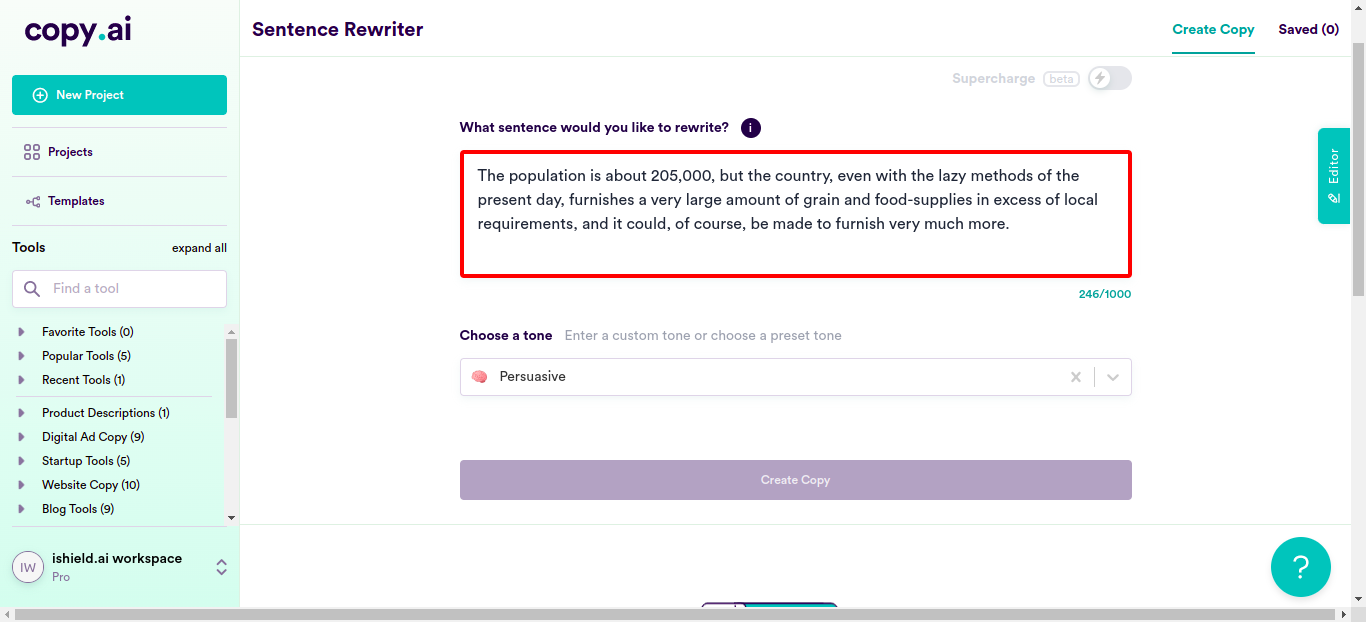 copy.ai
Sentence Rewriter
Create Copy
Saved (0)
New Project
Projects
Templates
Tools
expand all
Find a tool
Favorite Tools (0)
Popular Tools (5)
Recent Tools (1)
Product Descriptions (1)
Digital Ad Copy (9)
Startup Tools (5)
Website Copy (10)
Blog Tools (9)
IW
ishield.ai workspace
Pro
Supercharge
beta
What sentence would you like to rewrite?
i
The population is about 205,000, but the country, even with the lazy methods of the
present day, furnishes a very large amount of grain and food-supplies in excess of local
requirements, and it could, of course, be made to furnish very much more.
246/1000
Choose a tone
Enter a custom tone or choose a preset tone
Persuasive
Create Copy
Editor
?